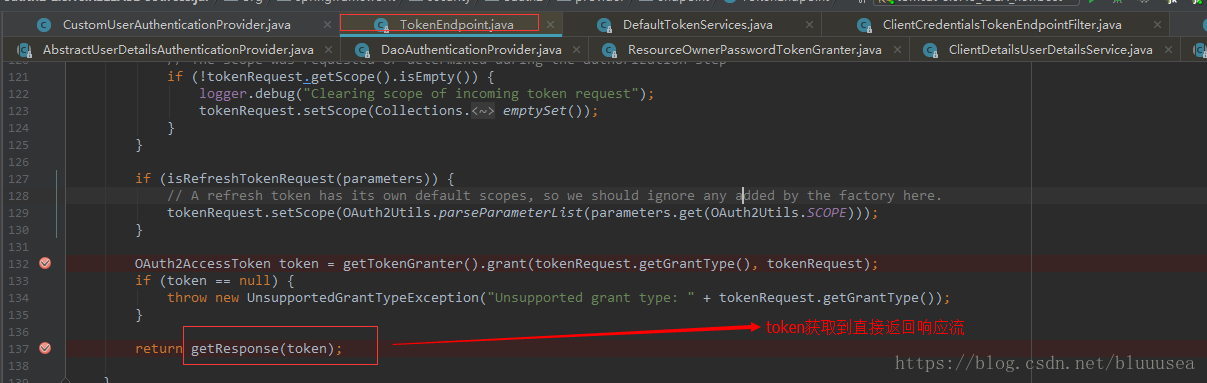 CustomUserAuthenticationProvider.java TokenEndpoint.java DefaultTokenServices.java ClientCredentialsTokenEndpointFilter.java
AbstractUserDetailsAuthenticationProvider.java DaoAuthenticationProvider.java ResourceOwnerPasswordTokenGranter.java ClientDetailsUserDetailsService.java
120 // The scope was requested or determined during the authorization step
121 if (!tokenRequest.getScope().isEmpty()) {
122 logger.debug("Clearing scope of incoming token request");
123 tokenRequest.setScope(Collections.<~> emptySet());
124 }
125 }
126
127 if (isRefreshTokenRequest(parameters)) {
128 // A refresh token has its own default scopes, so we should ignore any added by the factory here.
129 tokenRequest.setScope(OAuth2Utils.parseParameterList(parameters.get(OAuth2Utils.SCOPE)));
130 }
131
132 OAuth2AccessToken token = getTokenGranter().grant(tokenRequest.getGrantType(), tokenRequest);
133 if (token == null) {
134 throw new UnsupportedGrantTypeException("Unsupported grant type: " + tokenRequest.getGrantType());
135 }
136 token获取到直接返回响应流
137 return getResponse(token);
138 https://blog.csdn.net/bluuusea
139 }